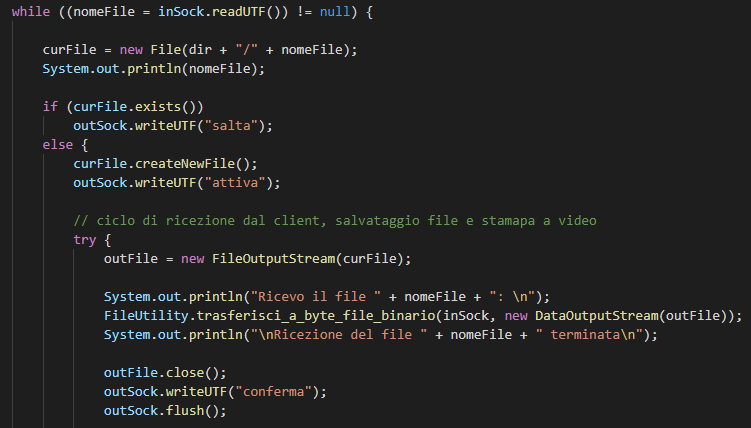 while ((nomeFile = inSock.readUTF()) != null) {
curFile = new File(dir + "/" + nomeFile);
System.out.println(nomeFile);
if (curFile.exists())
outSock.writeUTF("salta");
else {
curFile.createNewFile();
outSock.writeUTF("attiva");
// ciclo di ricezione dal client, salvataggio file e stamapa a video
try {
outFile = new FileOutputStream(curFile);
System.out.println("Ricevo il file " + nomeFile + ": \n");
FileUtility.trasferisci_a_byte_file_binario(inSock, new DataOutputStream(outFile));
System.out.println("\nRicezione del file " + nomeFile + " terminata\n");
outFile.close();
outSock.writeUTF("conferma");
outSock.flush();